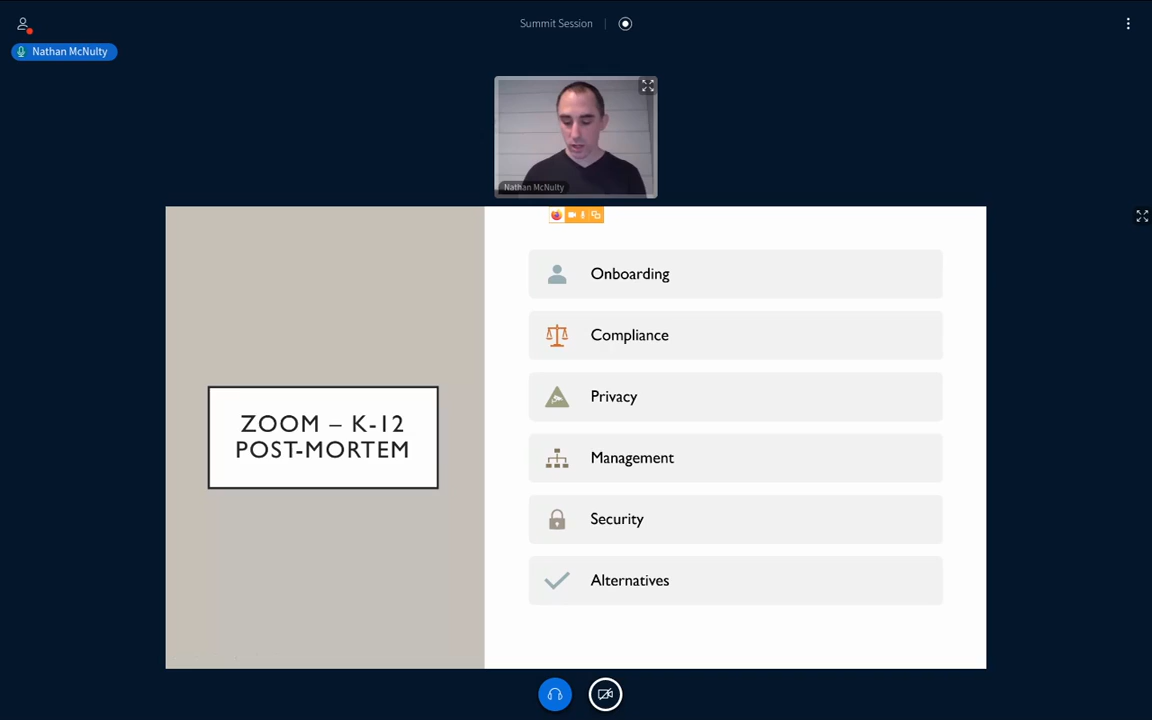 Summit Session
Nathan McNulty
Nathan McNulty
ZOOM – K-12
POST-MORTEM
Onboarding
Compliance
Privacy
Management
Security
Alternatives